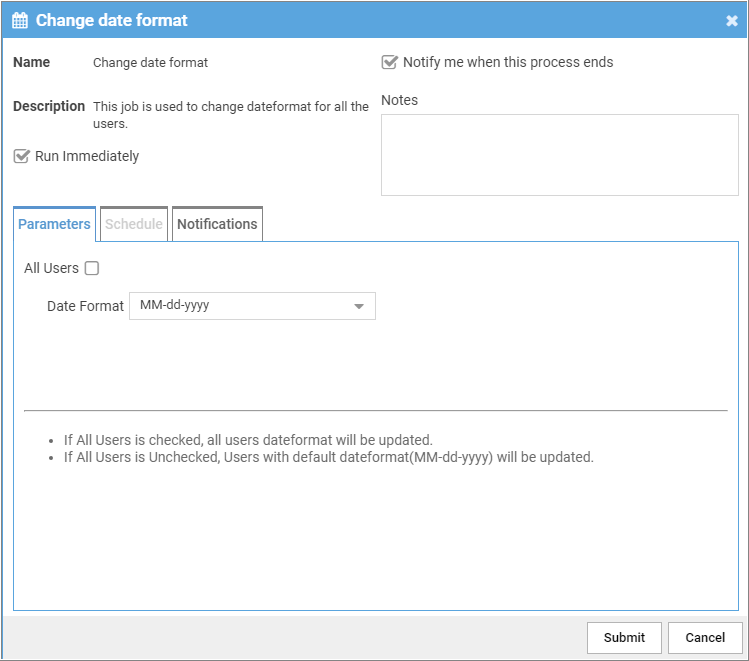 Change date format
Name Change date format
Notify me when this process ends
Description This job is used to change dateformat for all the
users.
Notes
Run Immediately
Parameters Schedule Notifications
All Users
Date Format MM-dd-yyyy
If All Users is checked, all users dateformat will be updated.
If All Users is Unchecked, Users with default dateformat(MM-dd-yyyy) will be updated.
Submit Cancel